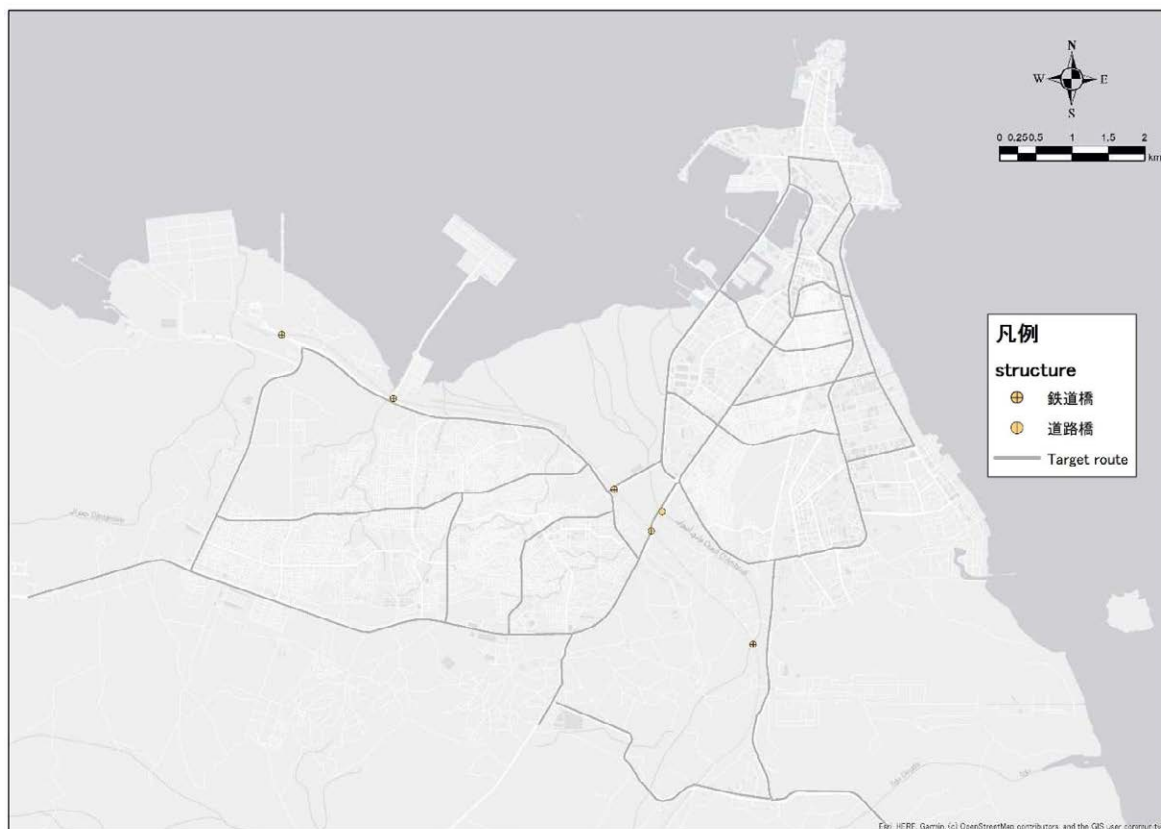 N
W E
S
0 0.250.5 1 1.5 2
km
凡例
structure
鉄道橋
道路橋
Target route
Esri, HERE, Garmin, (c) OpenStreetMap contributors, and the GIS user community